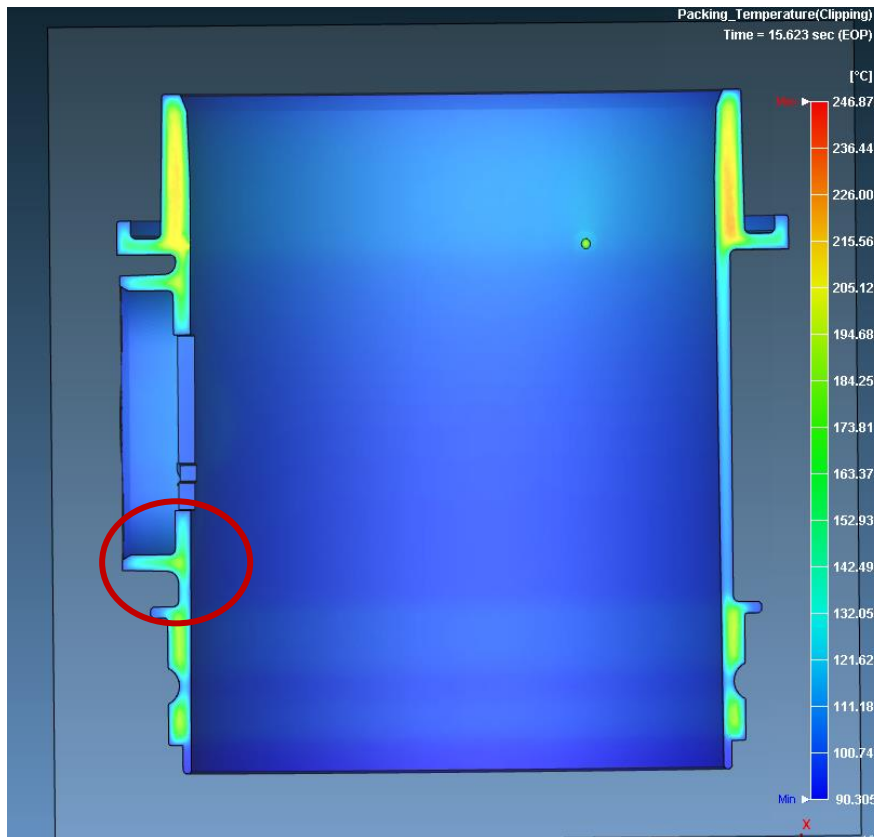 Packing_Temperature(Clipping)
Time = 15.623 sec (EOP)
[°C]
Max 246.87
236.44
226.00
215.56
205.12
194.68
184.25
173.81
163.37
152.93
142.49
132.05
121.62
111.18
100.74
Min 90.305
X